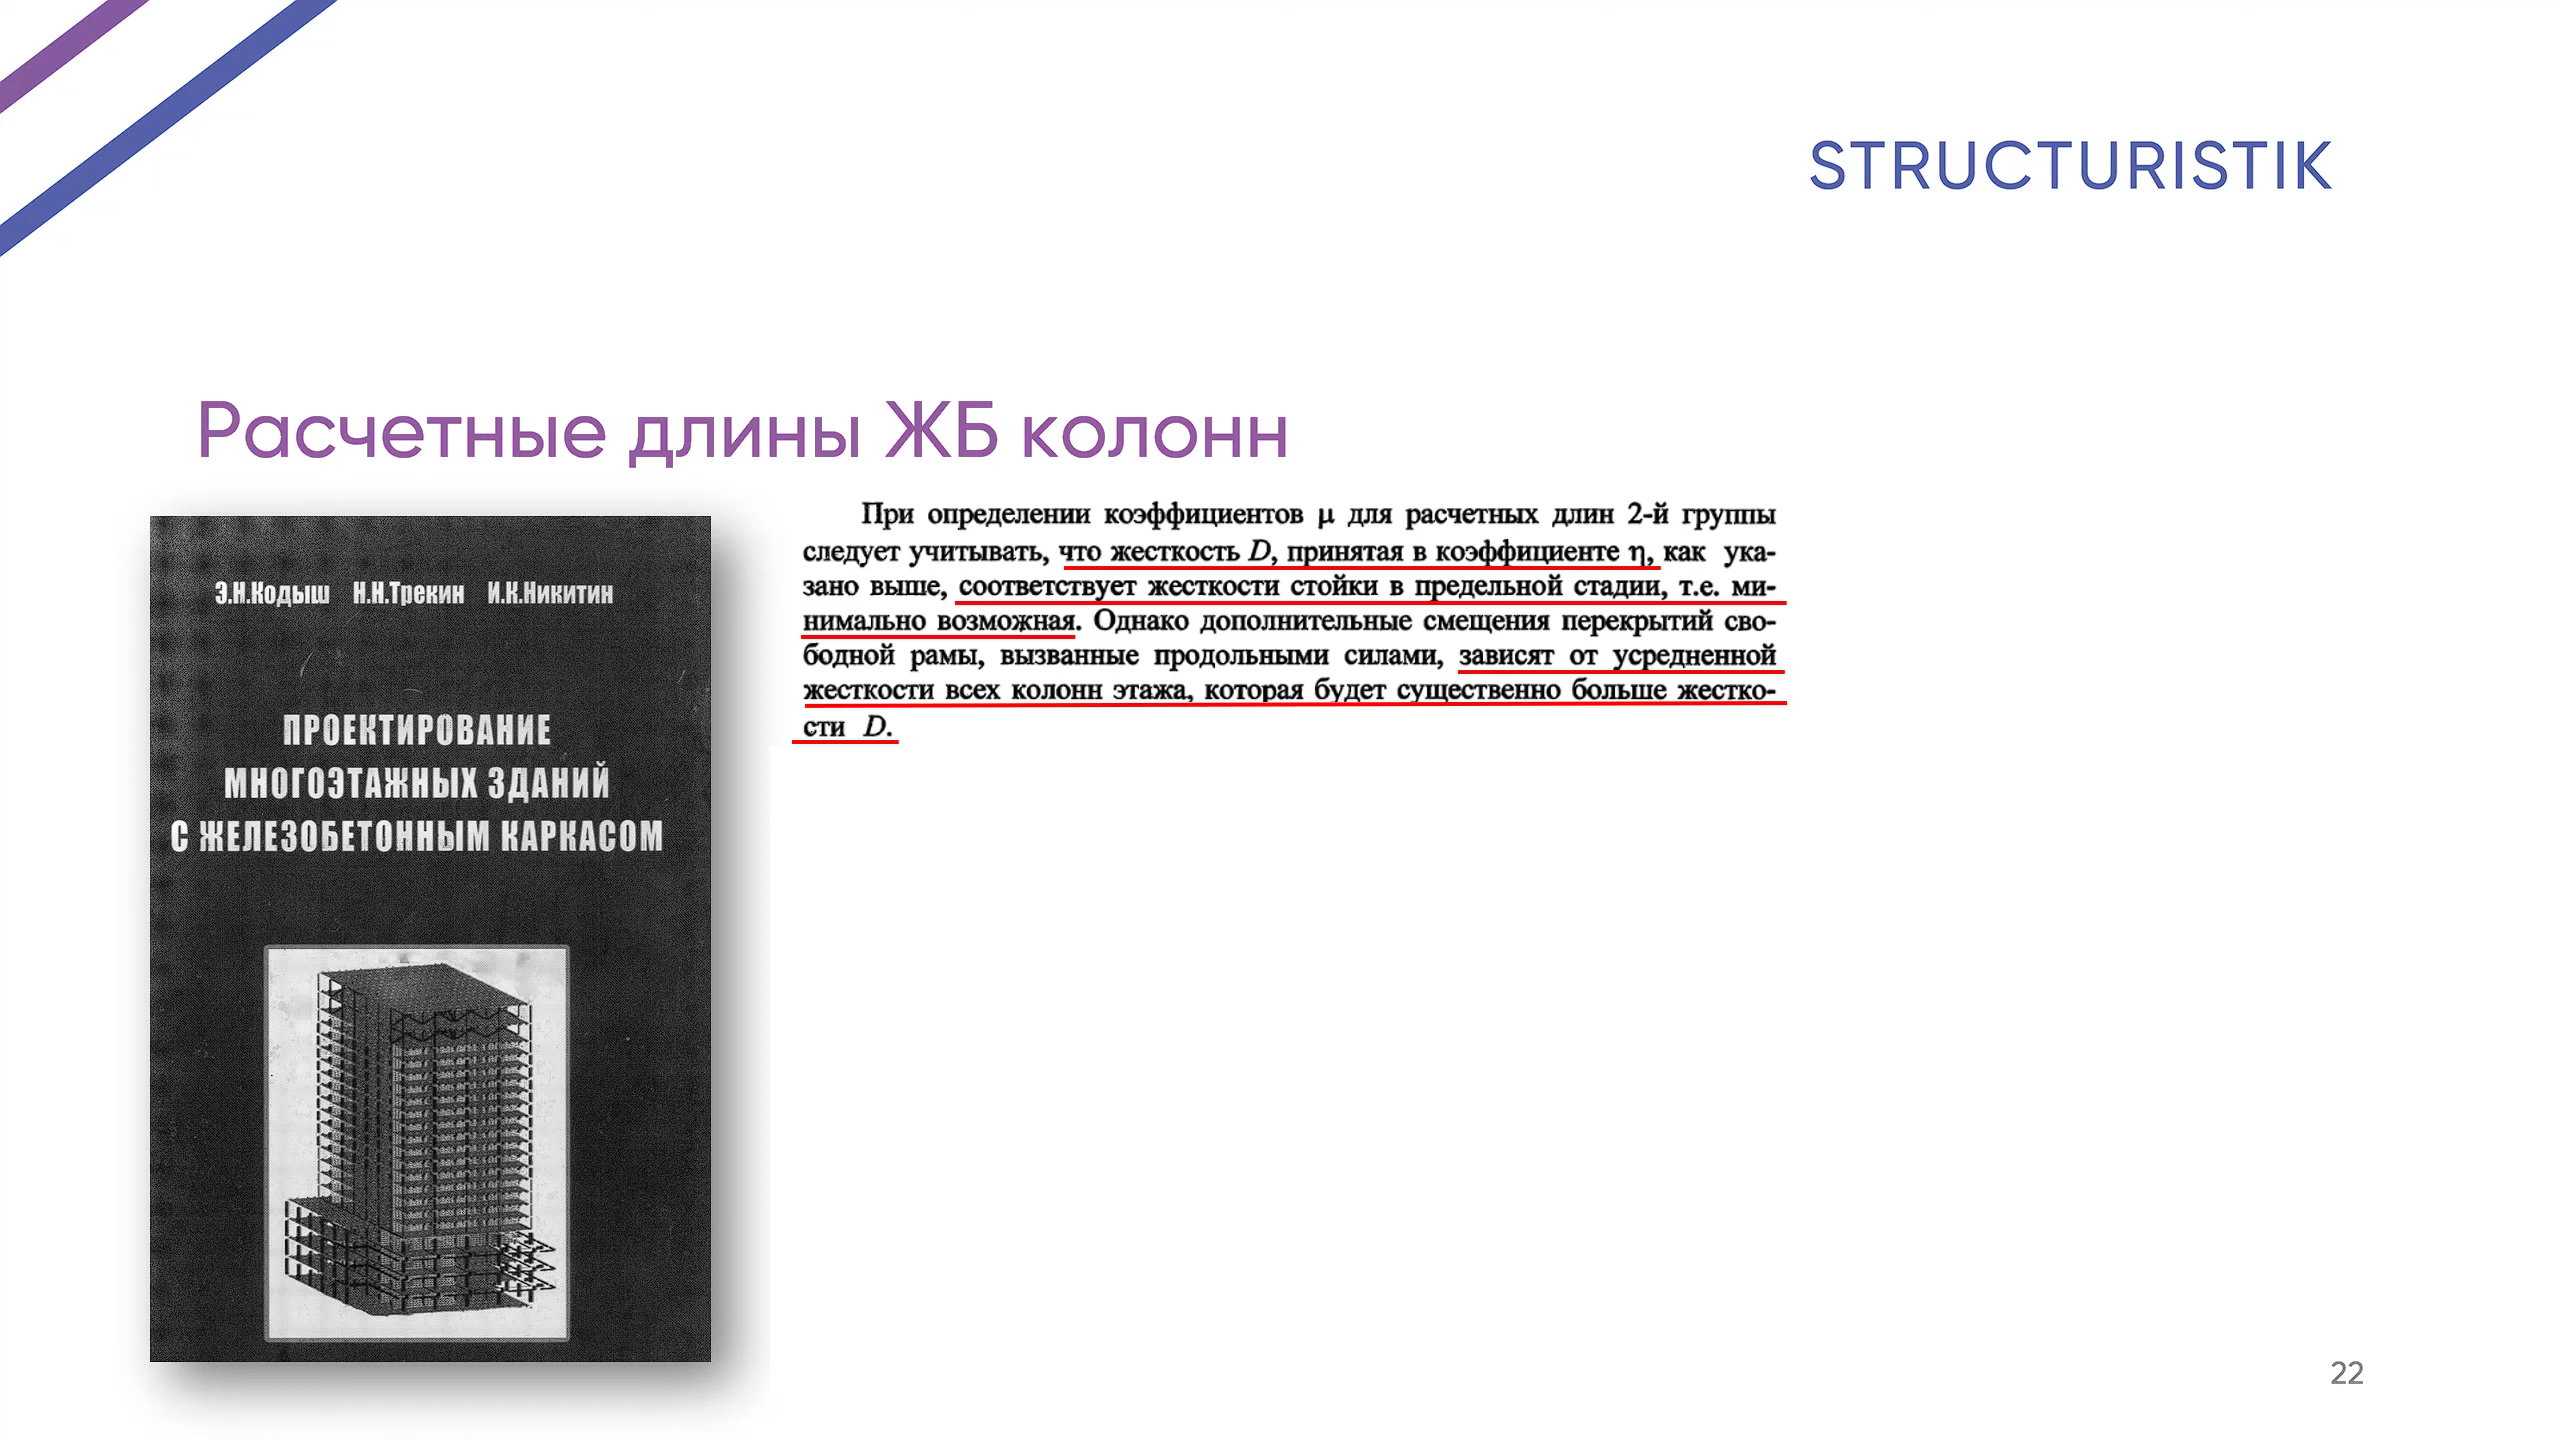 STRUCTURISTIK
Расчетные длины ЖБ колонн
Э.Н.Кодыш Н.Н.Трекин И.К.Никитин
ПРОЕКТИРОВАНИЕ
МНОГОЭТАЖНЫХ ЗДАНИЙ
С ЖЕЛЕЗОБЕТОННЫМ КАРКАСОМ
При определении коэффициентов μ для расчетных длин 2-й группы
следует учитывать, что жесткость D, принятая в коэффициенте η, как ука-
зано выше, соответствует жесткости стойки в предельной стадии, т.е. ми-
нимально возможная. Однако дополнительные смещения перекрытий сво-
бодной рамы, вызванные продольными силами, зависят от усредненной
жесткости всех колонн этажа, которая будет существенно больше жестко-
сти D.
22